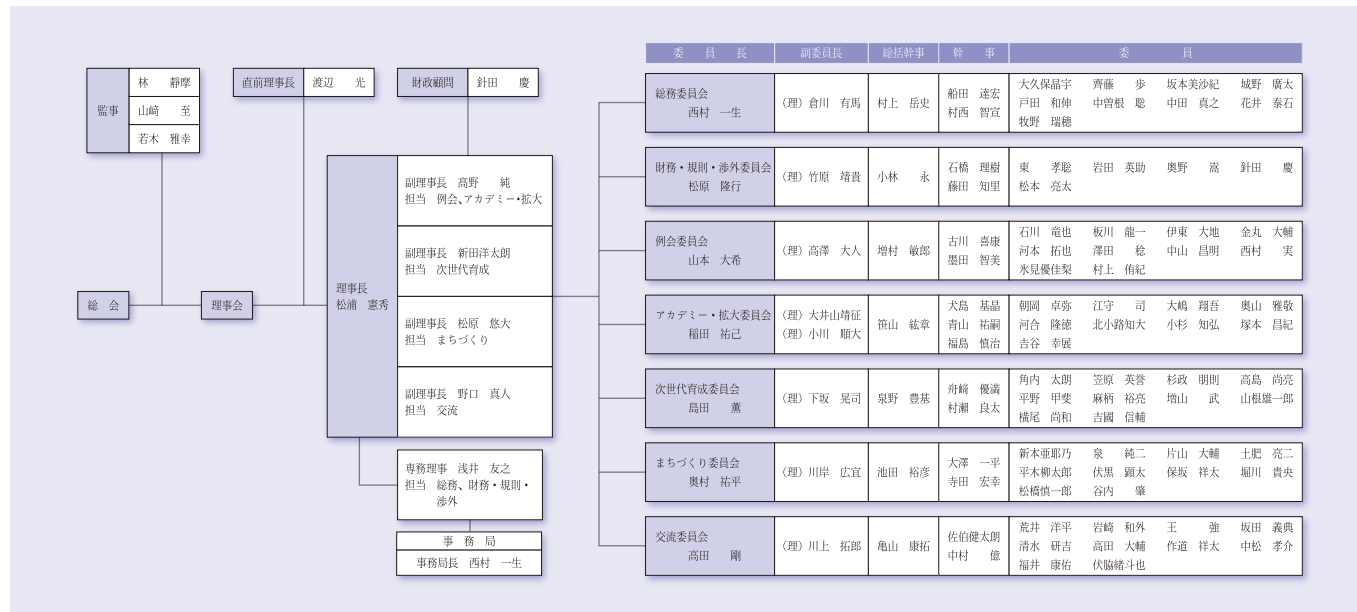 監事
林　靜摩
山﨑　至
若木　雅幸
直前理事長　渡辺　光
財政顧問　針田　慶
総　会
理事会
理事長
松浦　憲秀
副理事長　髙野　純
担当　例会、アカデミー・拡大
副理事長　新田洋太朗
担当　次世代育成
副理事長　松原　悠大
担当　まちづくり
副理事長　野口　真人
担当　交流
専務理事　浅井　友之
担当　総務、財務・規則・
渉外
事　務　局
事務局長　西村　一生
委　員　長　副委員長　総括幹事　幹　事　委　員
総務委員会
西村　一生
（理）倉川　有馬
村上　岳史
船田　達宏
村西　智宣
大久保晶宇　齊藤　歩　坂本美沙紀　城野　廣太
戸田　和伸　中曽根　聡　中田　真之　花井　泰石
牧野　瑞穂
財務・規則・渉外委員会
松原　隆行
（理）竹原　靖貴
小林　永
石橋　理樹
藤田　知里
東　孝聡　岩田　英助　奥野　嵩　針田　慶
松本　亮太
例会委員会
山本　大希
（理）高澤　大人
増村　敏郎
古川　喜康
墨田　智美
石川　竜也　板川　龍一　伊東　大地　金丸　大輔
河本　拓也　澤田　稔　中山　昌明　西村　実
氷見優佳梨　村上　侑紀
アカデミー・拡大委員会
稲田　祐己
（理）大井山靖征
（理）小川　順大
笹山　紘章
犬島　基晶
青山　祐嗣
福島　慎治
朝岡　卓弥　江守　司　大嶋　翔吾　奥山　雅敬
河合　隆徳　北小路知大　小杉　知弘　塚本　昌紀
吉谷　幸展
次世代育成委員会
島田　薫
（理）下坂　晃司
泉野　豊基
舟﨑　優満
村瀬　良太
角内　太朗　笠原　英誉　杉政　明則　高島　尚亮
平野　甲斐　麻柄　裕亮　増山　武　山根雄一郎
横尾　尚和　吉國　信輔
まちづくり委員会
奥村　祐平
（理）川岸　広宜
池田　裕彦
大澤　一平
寺田　宏幸
新本亜耶乃　泉　純二　片山　大輔　土肥　亮二
平木柳太郎　伏黒　顕太　保坂　祥太　堀川　貴央
松橋慎一郎　谷内　肇
交流委員会
高田　剛
（理）川上　拓郎
亀山　康拓
佐伯健太朗
中村　億
荒井　洋平　岩﨑　和外　王　強　坂田　義典
清水　研吉　高田　大輔　作道　祥太　中松　孝介
福井　康佑　伏脇緒斗也